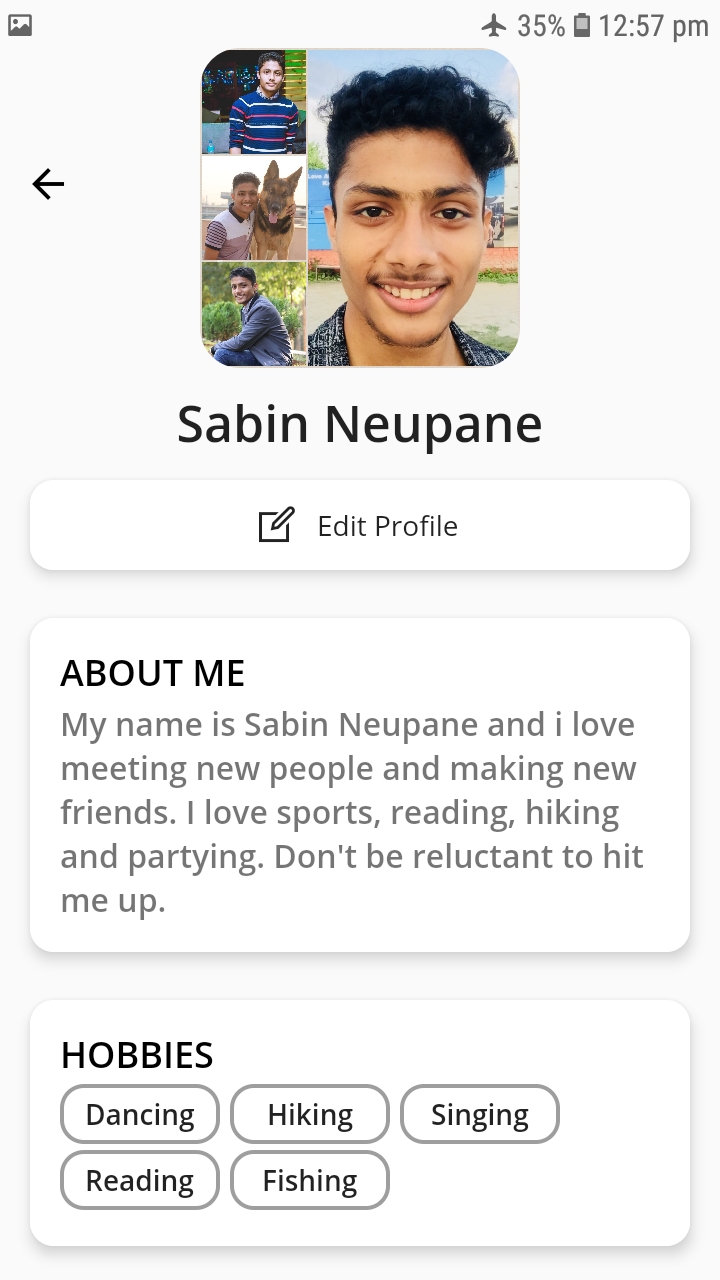 35% 12:57 pm
Sabin Neupane
Edit Profile
ABOUT ME
My name is Sabin Neupane and i love
meeting new people and making new
friends. I love sports, reading, hiking
and partying. Don't be reluctant to hit
me up.
HOBBIES
Dancing Hiking Singing
Reading Fishing